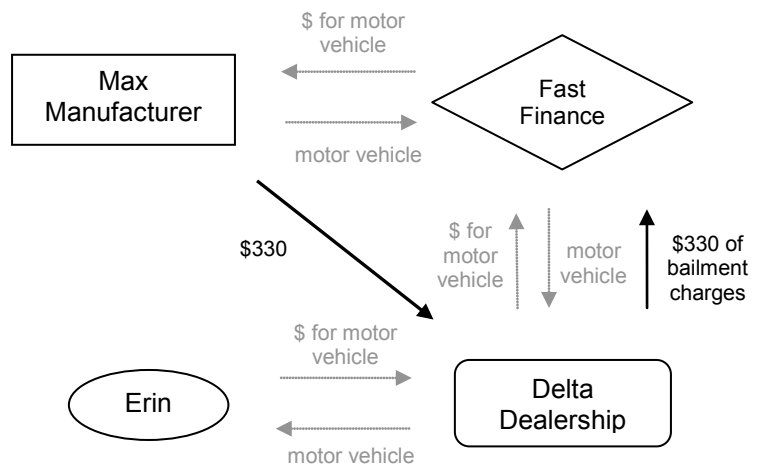 $ for motor
vehicle
Max
Manufacturer
Fast
Finance
motor vehicle
$330
$ for
motor
vehicle
motor
vehicle
$330 of
bailment
charges
$ for motor
vehicle
Erin
Delta
Dealership
motor vehicle